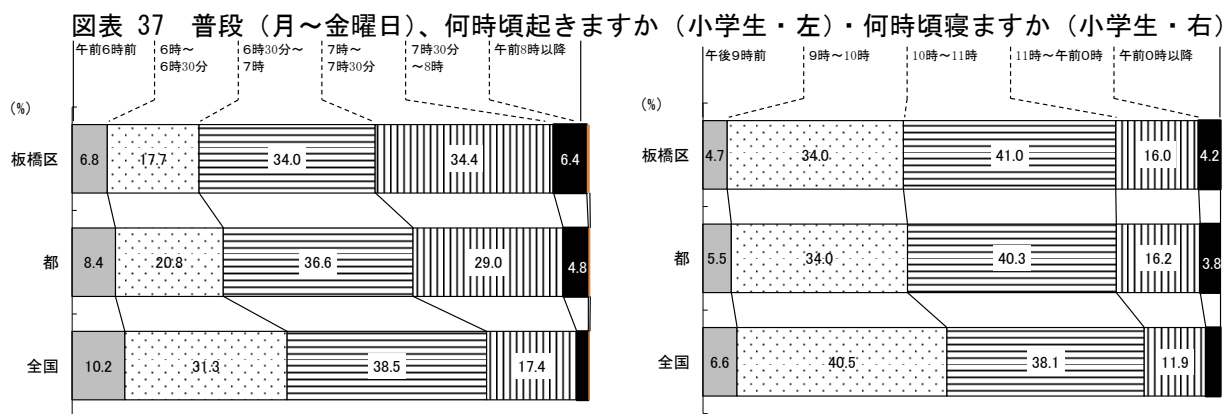 図表 37　普段（月～金曜日）、何時頃起きますか（小学生・左）・何時頃寝ますか（小学生・右）
午前6時前
6時～
6時30分
6時30分～
7時
7時～
7時30分
7時30分
～8時
午前8時以降
(%)
板橋区 6.8 17.7 34.0 34.4 6.4
都 8.4 20.8 36.6 29.0 4.8
全国 10.2 31.3 38.5 17.4
午後9時前 9時～10時 10時～11時 11時～午前0時 午前0時以降
(%)
板橋区 4.7 34.0 41.0 16.0 4.2
都 5.5 34.0 40.3 16.2 3.8
全国 6.6 40.5 38.1 11.9